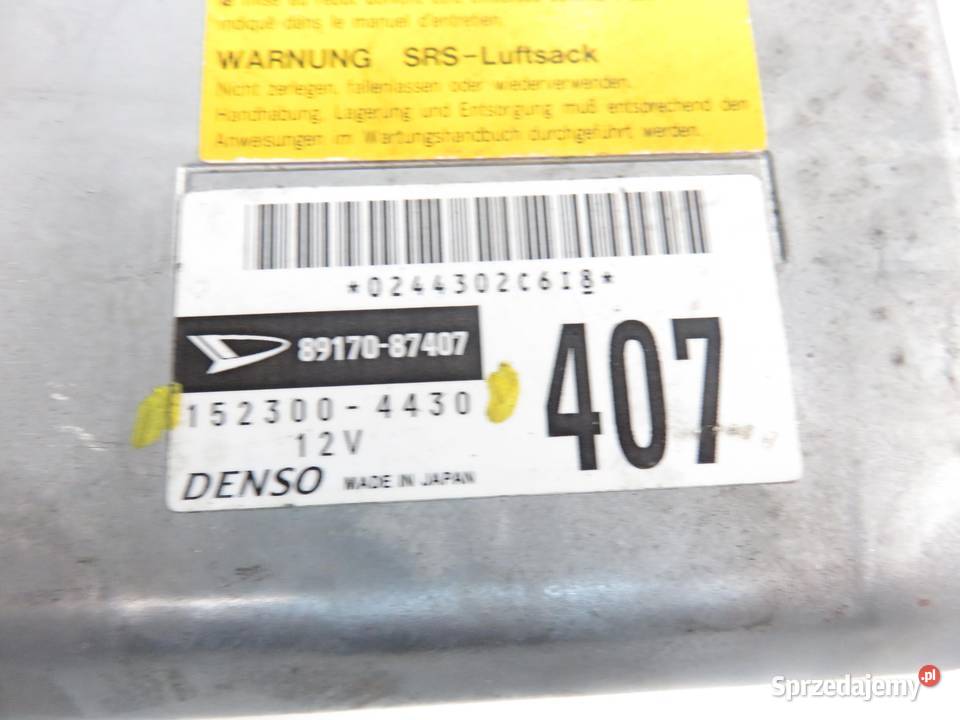 indiqué dans le manuel d'entretien.
WARNUNG SRS-Luftsack
Nicht zerlegen, fallenlassen oder wiederverwenden.
Handhabung, Lagerung und Entsorgung muß entsprechend den
Anweisungen im Wartungshandbuch durchgeführt werden.
*0244302C618*
89170-87407
407
152300-4430
12V
DENSO MADE IN JAPAN
Sprzedajemy.pl